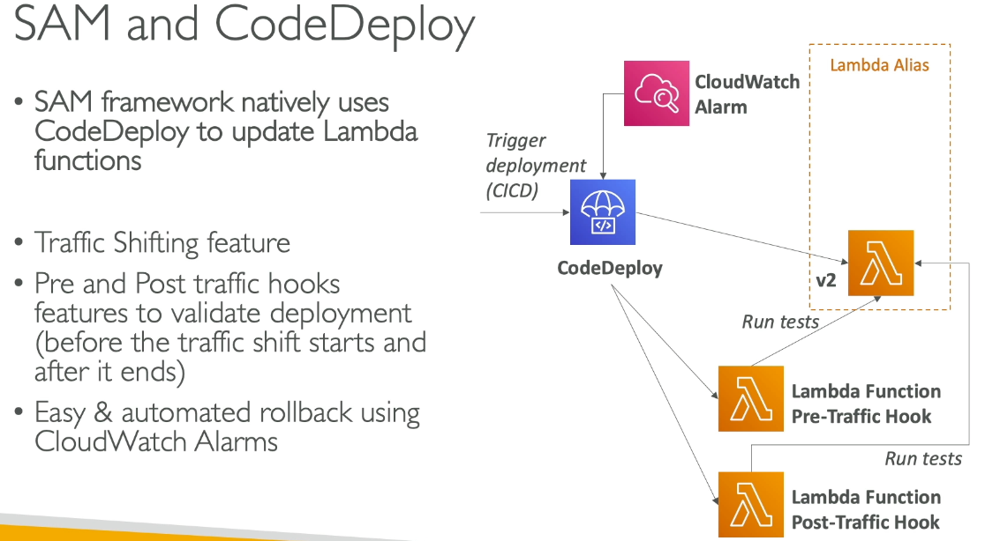 SAM and CodeDeploy
• SAM framework natively uses
CodeDeploy to update Lambda
functions
• Traffic Shifting feature
• Pre and Post traffic hooks
features to validate deployment
(before the traffic shift starts and
after it ends)
• Easy & automated rollback using
CloudWatch Alarms
Lambda Alias
CloudWatch
Alarm
Trigger
deployment
(CICD)
CodeDeploy
v2
Run tests
Lambda Function
Pre-Traffic Hook
Run tests
Lambda Function
Post-Traffic Hook